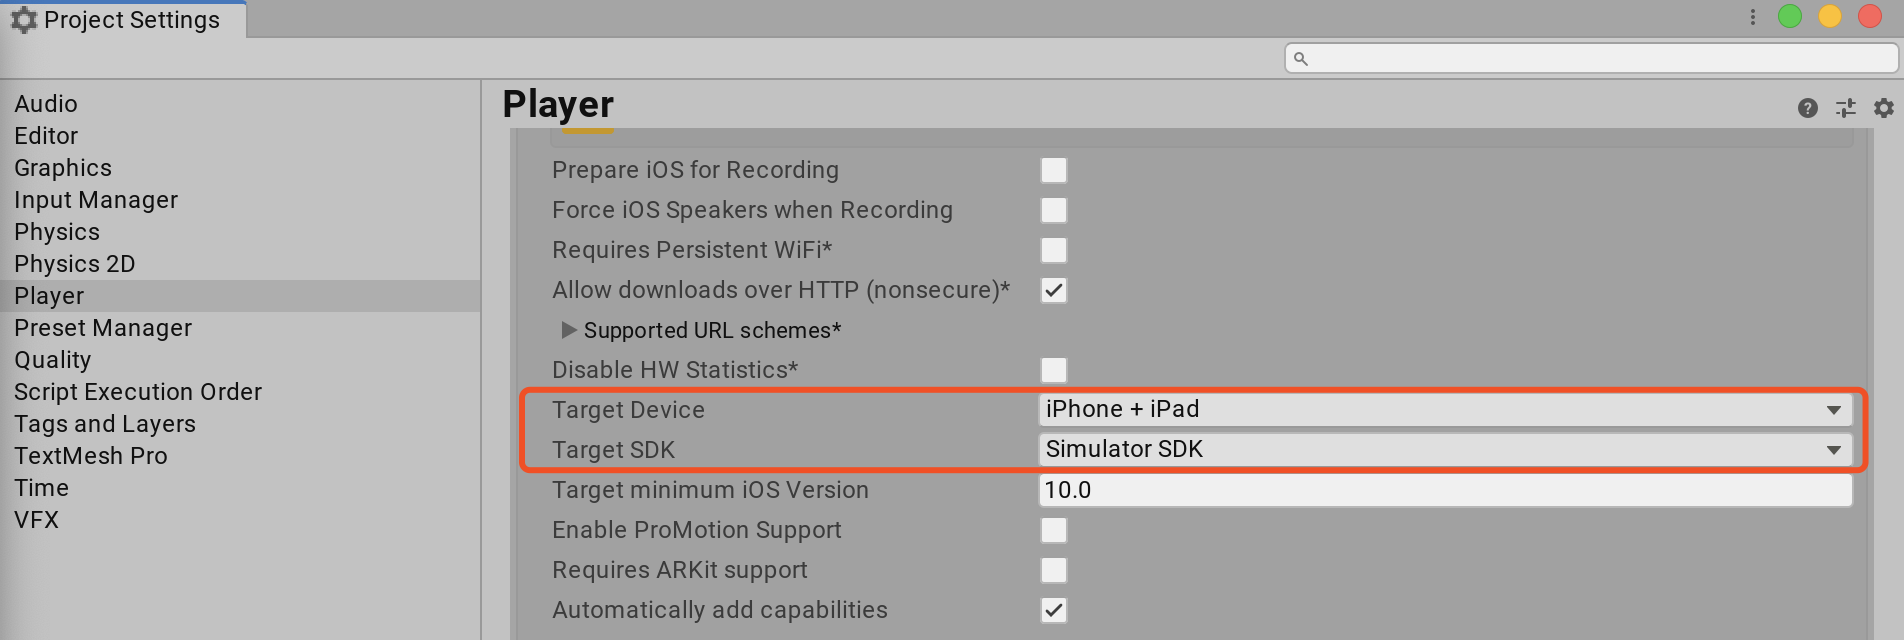 Project Settings
Audio
Editor
Graphics
Input Manager
Physics
Physics 2D
Player
Preset Manager
Quality
Script Execution Order
Tags and Layers
TextMesh Pro
Time
VFX
Player
Prepare iOS for Recording
Force iOS Speakers when Recording
Requires Persistent WiFi*
Allow downloads over HTTP (nonsecure)*
Supported URL schemes*
Disable HW Statistics*
Target Device iPhone + iPad
Target SDK Simulator SDK
Target minimum iOS Version 10.0
Enable ProMotion Support
Requires ARKit support
Automatically add capabilities